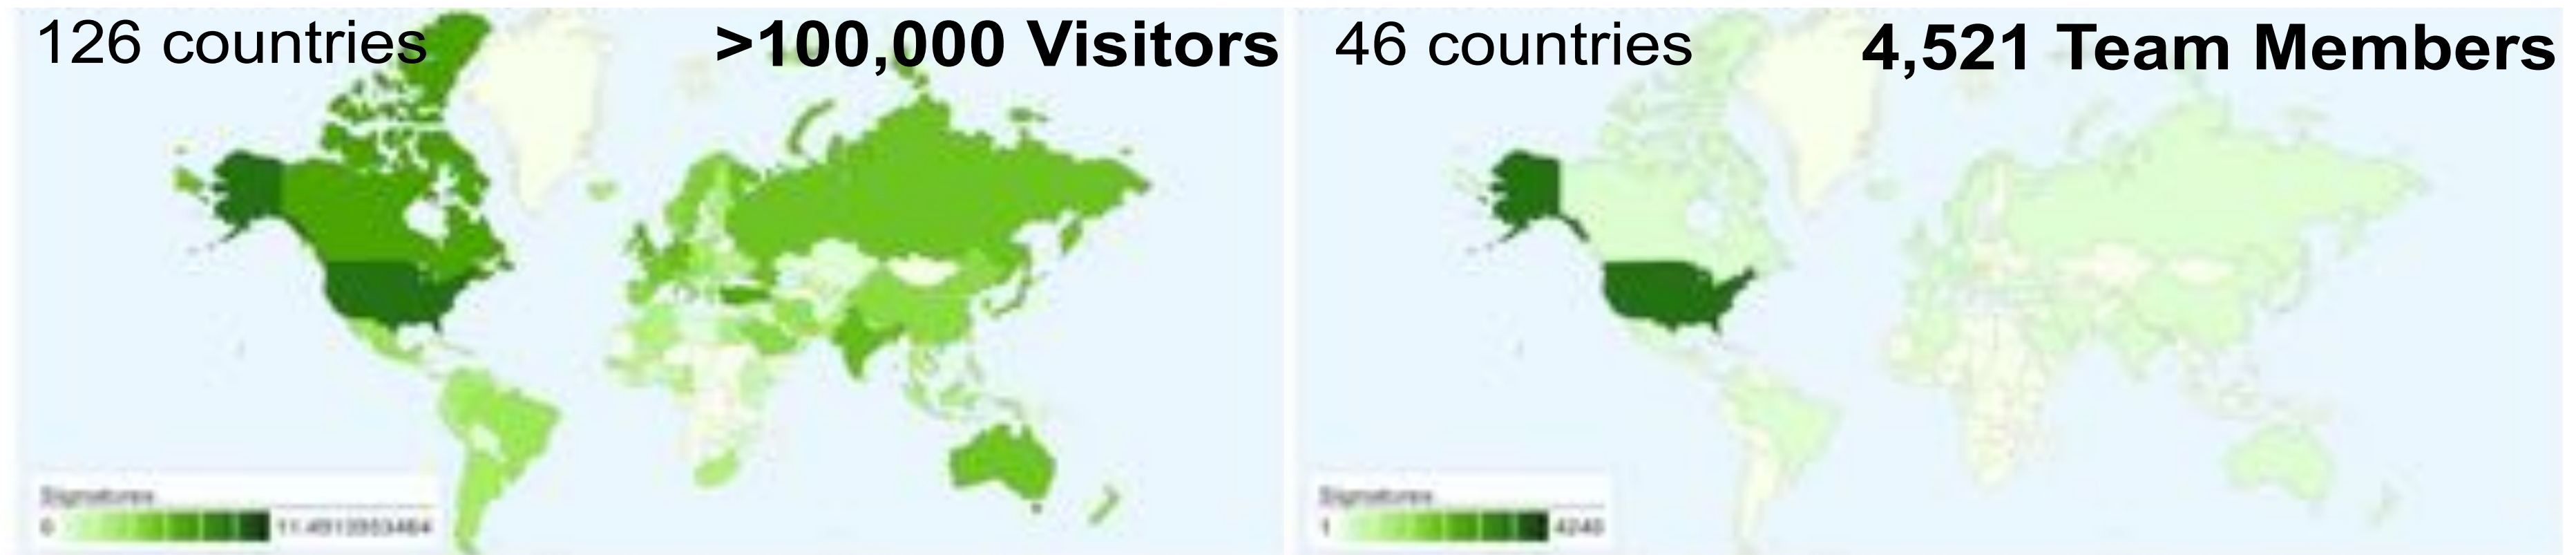 126 countries
>100,000 Visitors
46 countries
4,521 Team Members
Signatures
0
Signatures
1
4240